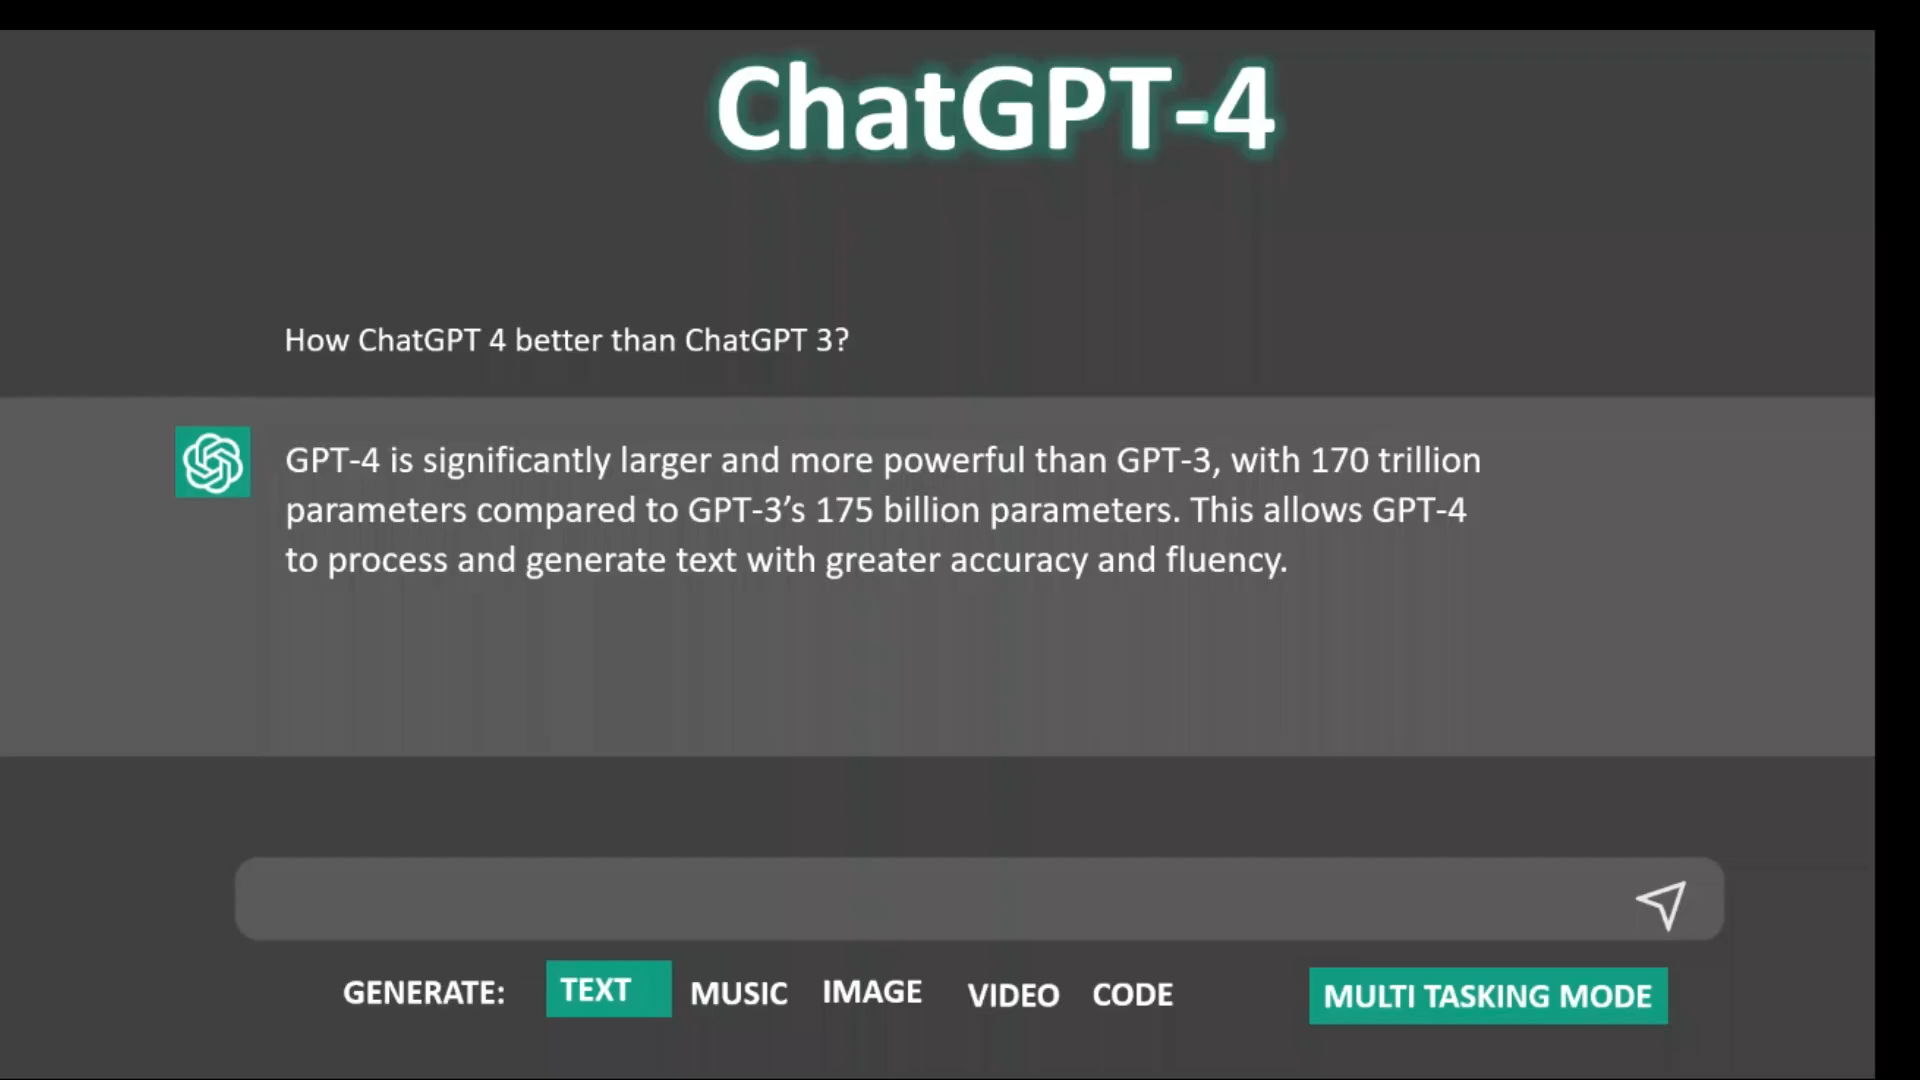 ChatGPT-4
How ChatGPT 4 better than ChatGPT 3?
GPT-4 is significantly larger and more powerful than GPT-3, with 170 trillion
parameters compared to GPT-3’s 175 billion parameters. This allows GPT-4
to process and generate text with greater accuracy and fluency.
GENERATE: TEXT MUSIC IMAGE VIDEO CODE MULTI TASKING MODE